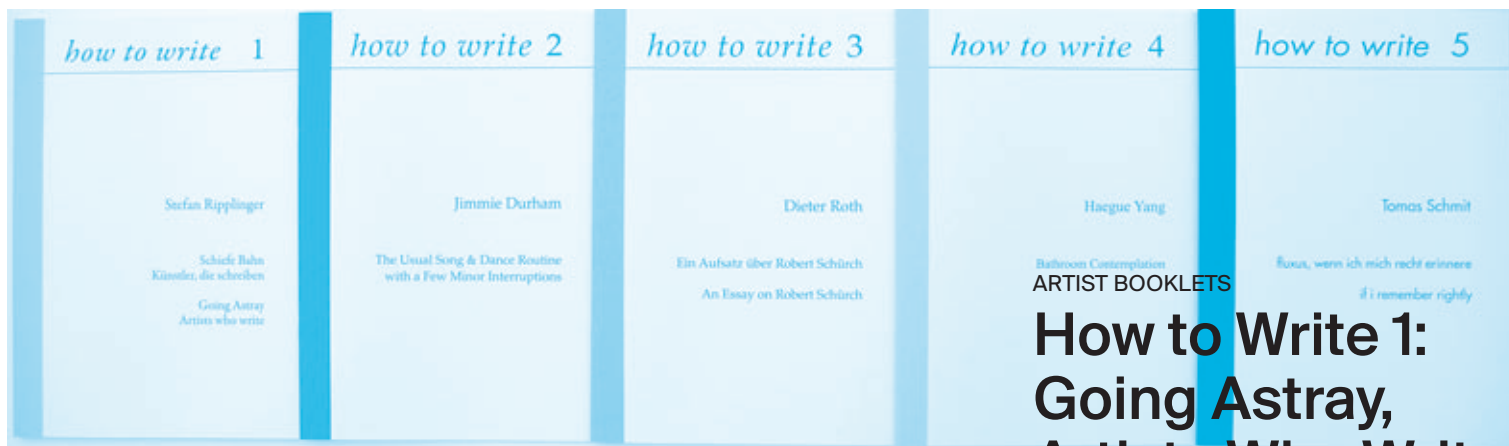 how to write 1
Stefan Ripplinger
Schiefe Bahn
Künstler, die schreiben
Going Astray
Artists who write
how to write 2
Jimmie Durham
The Usual Song & Dance Routine
with a Few Minor Interruptions
how to write 3
Dieter Roth
Ein Aufsatz über Robert Schürch
An Essay on Robert Schürch
how to write 4
Haegue Yang
Bathroom Contemplation
how to write 5
Tomas Schmit
fluxus, wenn ich mich recht erinnere
if i remember rightly
ARTIST BOOKLETS
How to Write 1:
Going Astray,